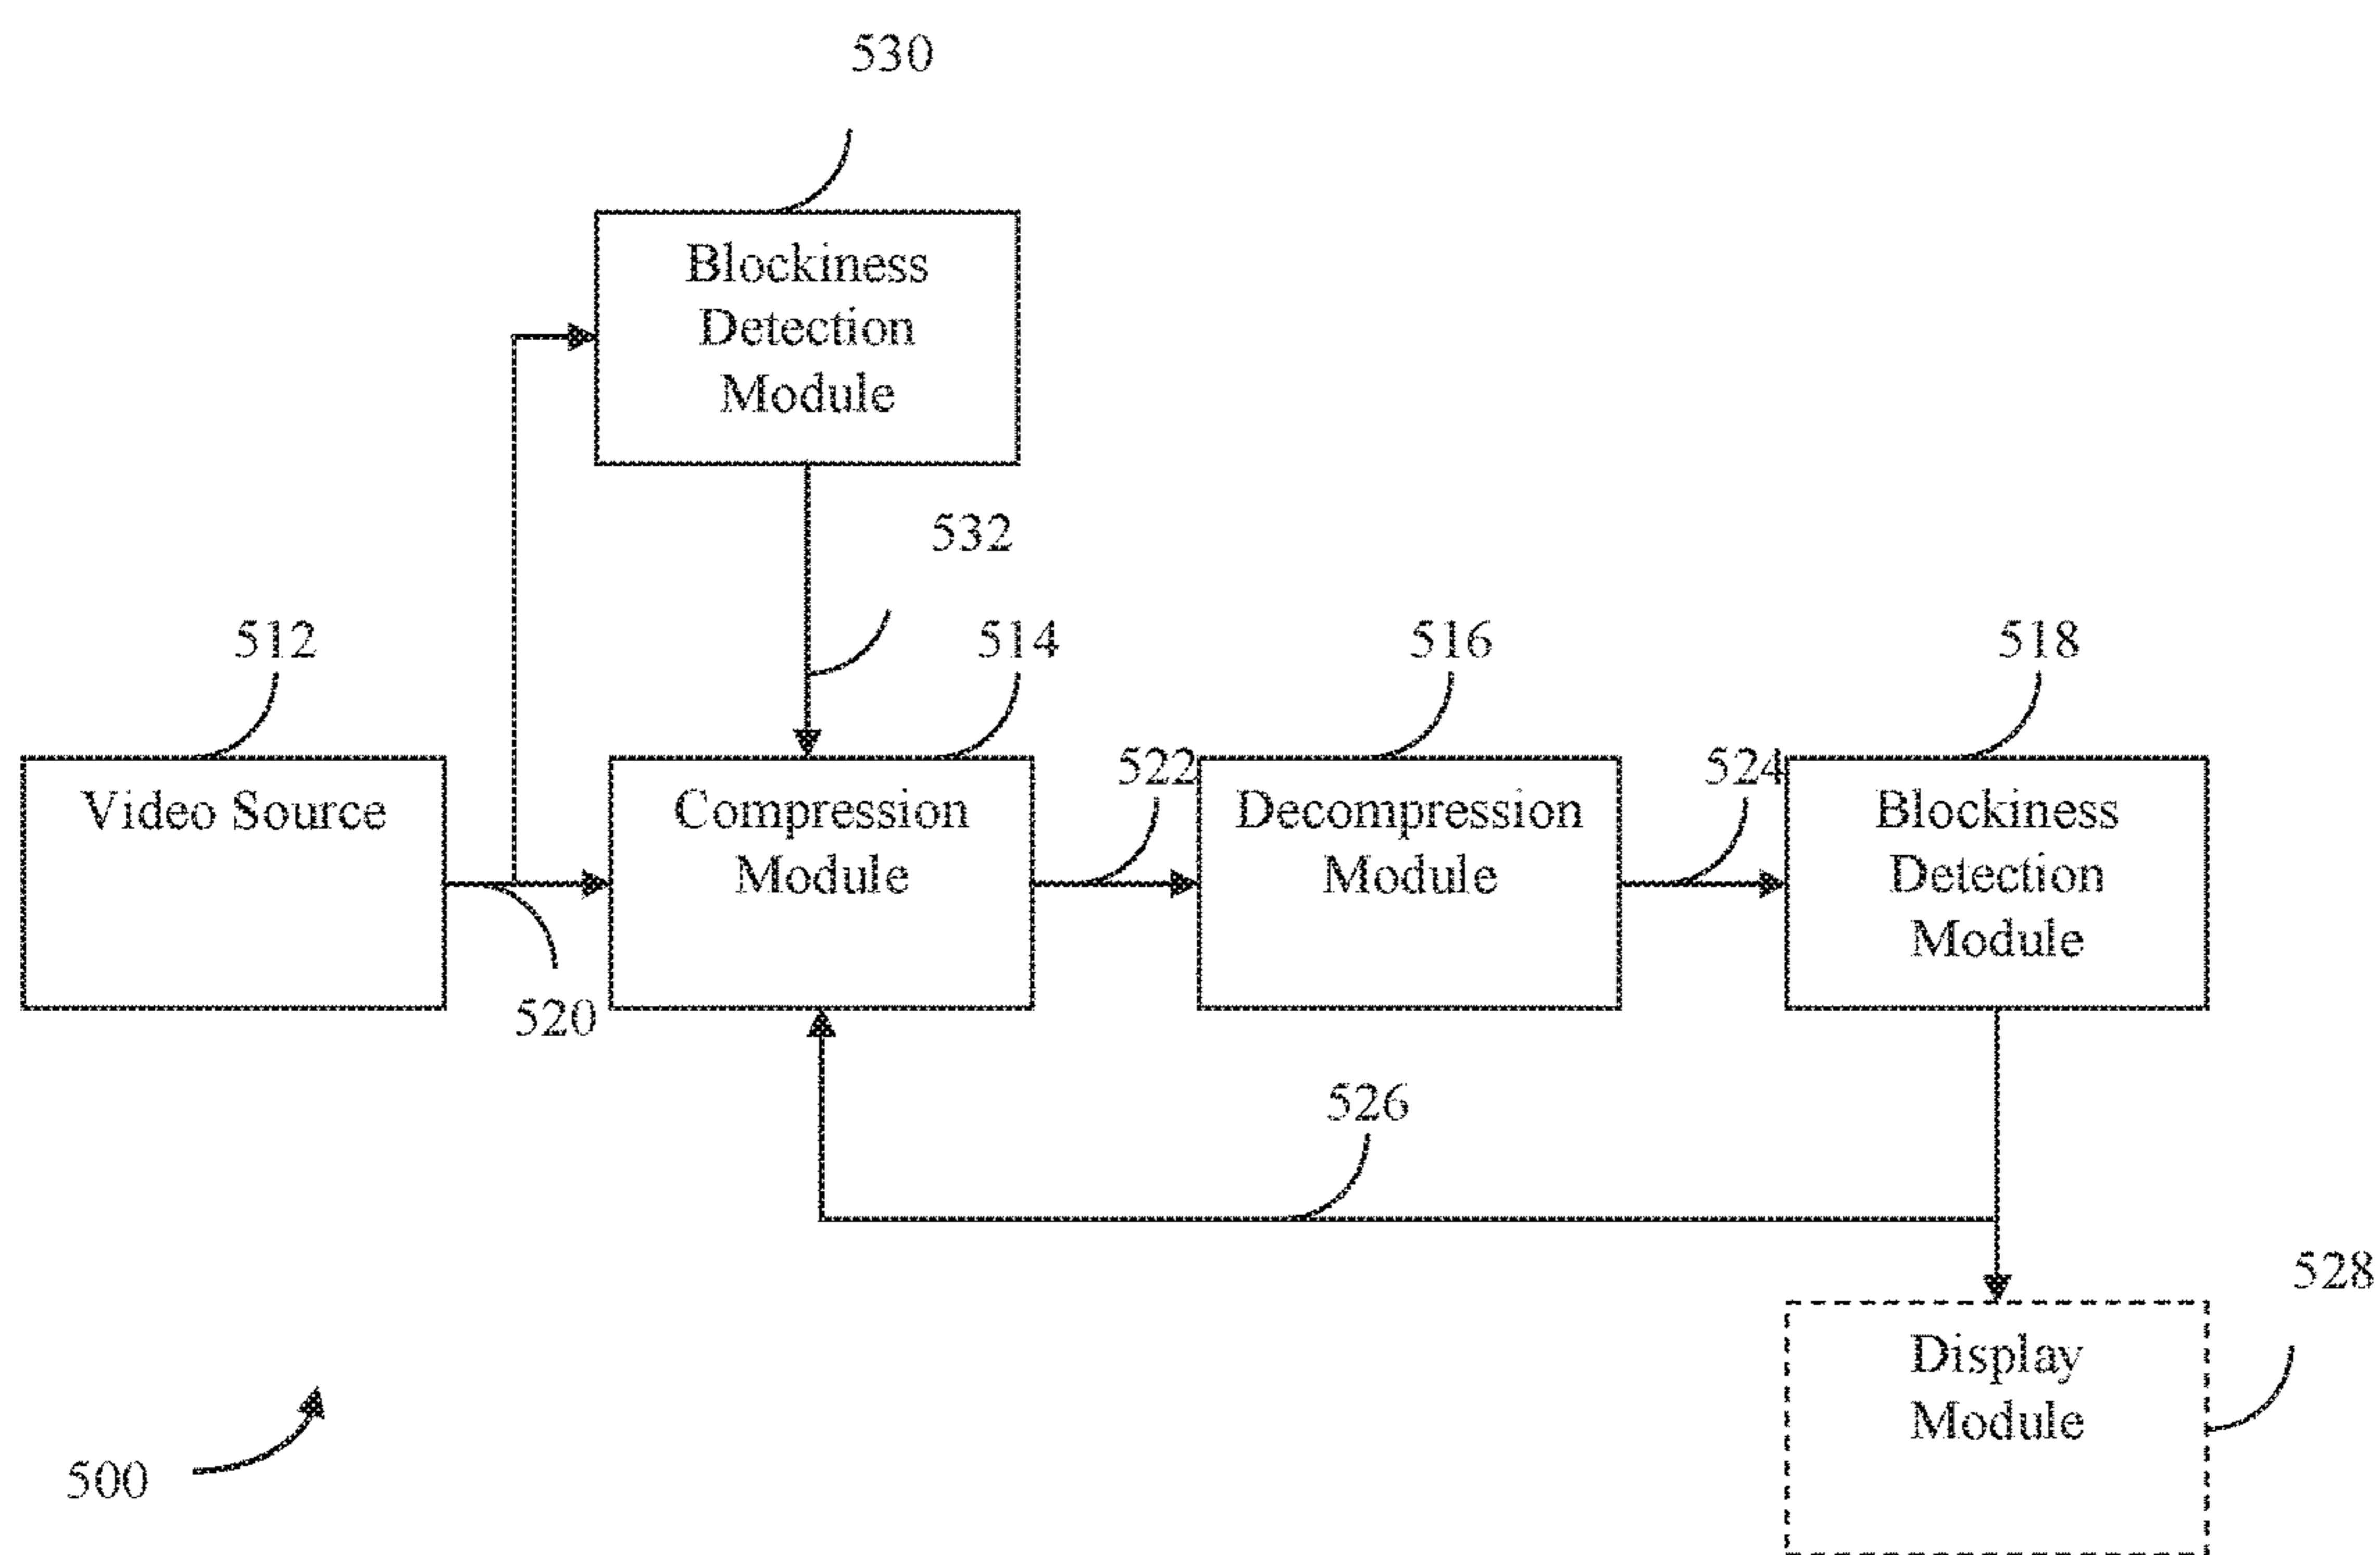 530
Blockiness
Detection
Module
532
512
514
516
518
Video Source
Compression
Module
522
Decompression
Module
524
Blockiness
Detection
Module
520
526
528
Display
Module
500